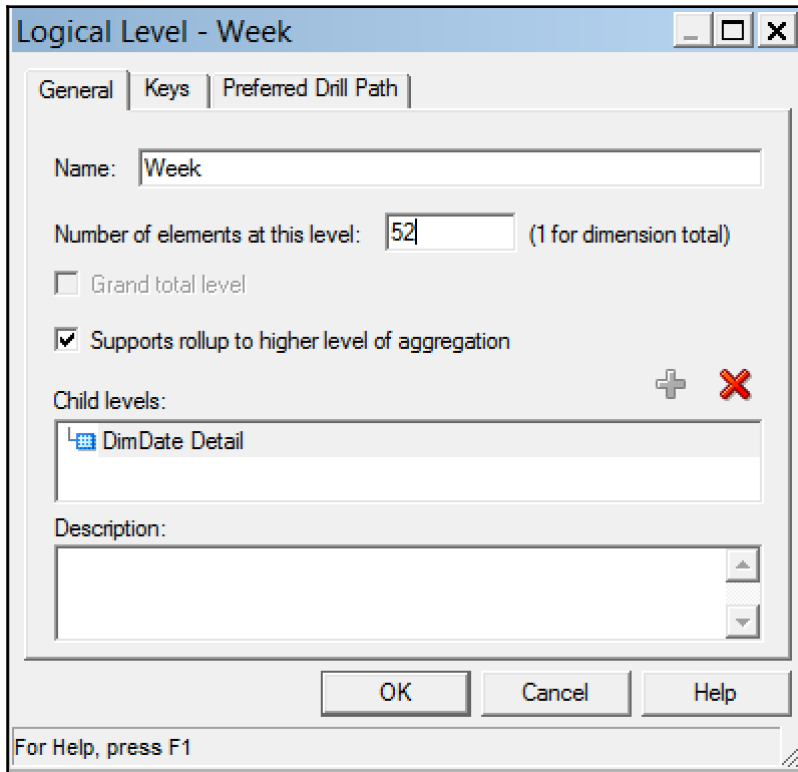 Logical Level - Week
General Keys Preferred Drill Path
Name: Week
Number of elements at this level: 52 (1 for dimension total)
Grand total level
Supports rollup to higher level of aggregation
Child levels:
DimDate Detail
Description:
OK Cancel Help
For Help, press F1